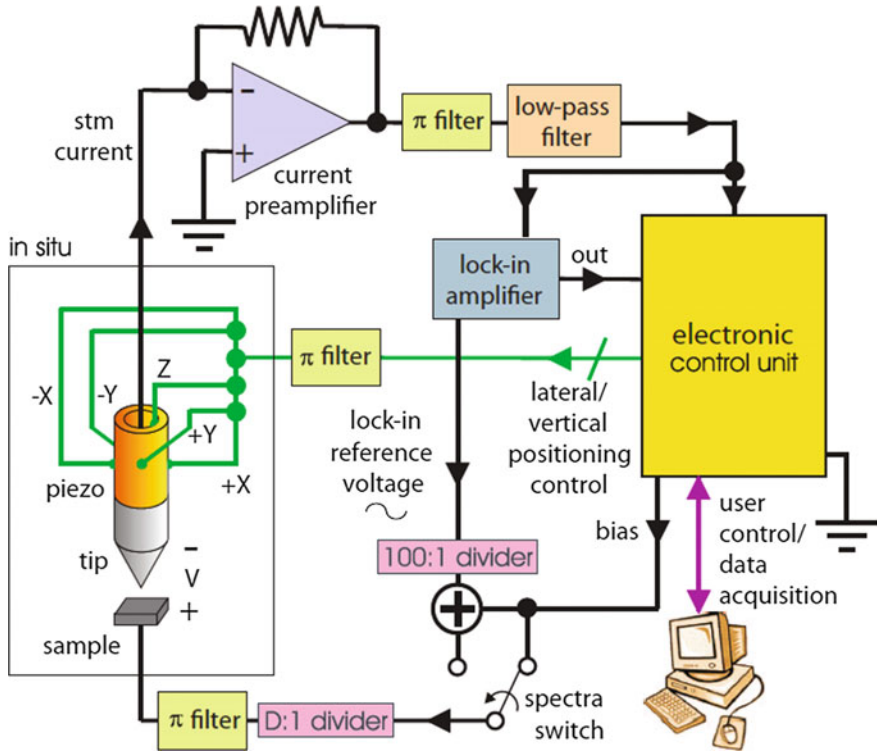 stm
current
-
+
current
preamplifier
π filter
low-pass
filter
in situ
lock-in
amplifier
out
electronic
control unit
π filter
lateral/
vertical
positioning
control
-X
-Y
Z
+Y
+X
piezo
tip
-
V
+
sample
lock-in
reference
voltage
100:1 divider
+
bias
user
control/
data
acquisition
spectra
switch
π filter
D:1 divider